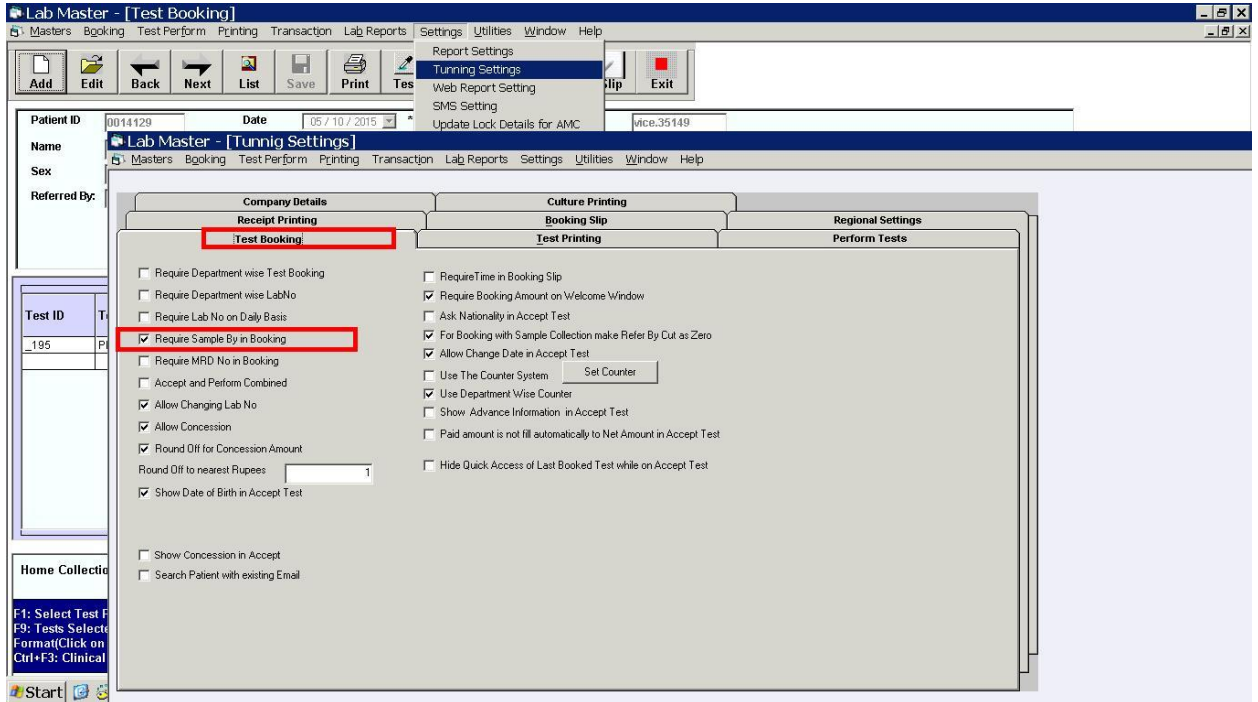 Lab Master - [Test Booking]
Masters Booking Test Perform Printing Transaction Lab Reports Settings Utilities Window Help
Report Settings
Tunning Settings
Web Report Setting
SMS Setting
Update Lock Details for AMC
Add Edit Back Next List Save Print Exit
Patient ID 0014129 Date 05 / 10 / 2015 * vice.35149
Name
Sex
Referred By:
Lab Master - [Tunnig Settings]
Masters Booking Test Perform Printing Transaction Lab Reports Settings Utilities Window Help
Company Details Culture Printing
Receipt Printing Booking Slip Regional Settings
Test Booking Test Printing Perform Tests
Require Department wise Test Booking
Require Department wise LabNo
Require Lab No on Daily Basis
Require Sample By in Booking
Require MRD No in Booking
Accept and Perform Combined
Allow Changing Lab No
Allow Concession
Round Off for Concession Amount
Round Off to nearest Rupees 1
Show Date of Birth in Accept Test
Show Concession in Accept
Search Patient with existing Email
RequireTime in Booking Slip
Require Booking Amount on Welcome Window
Ask Nationality in Accept Test
For Booking with Sample Collection make Refer By Cut as Zero
Allow Change Date in Accept Test
Use The Counter System Set Counter
Use Department Wise Counter
Show Advance Information in Accept Test
Paid amount is not fill automatically to Net Amount in Accept Test
Hide Quick Access of Last Booked Test while on Accept Test
Test ID
_195
Home Collectio
F1: Select Test F
F9: Tests Selecte
Format(Click on
Ctrl+F3: Clinical
Start